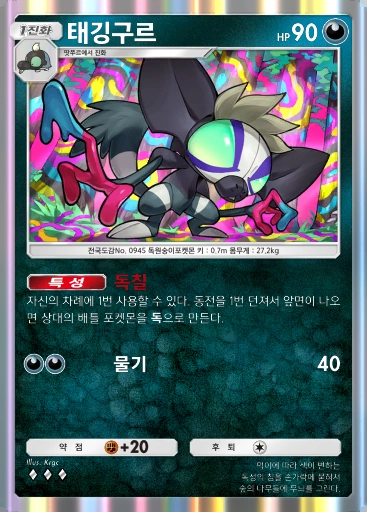 1진화
태깅구르
HP 90
땃쭈르에서 진화
전국도감No. 0945 독원숭이포켓몬 키 : 0.7m 몸무게 : 27.2kg
특성 독칠
자신의 차례에 1번 사용할 수 있다. 동전을 1번 던져서 앞면이 나오
면 상대의 배틀 포켓몬을 독으로 만든다.
물기 40
약점 +20 후퇴
Illus. Krgc
먹이에 따라 색이 변하는
독성의 침을 손가락에 묻혀서
숲의 나무들에 무늬를 그린다.